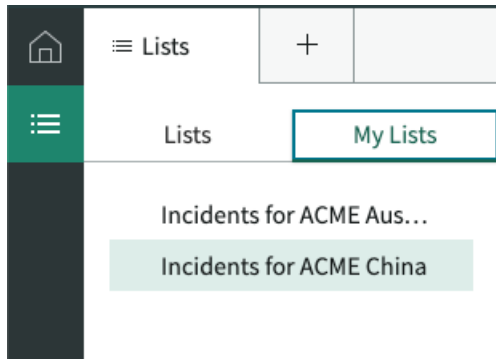 Lists
Lists
My Lists
Incidents for ACME Aus...
Incidents for ACME China